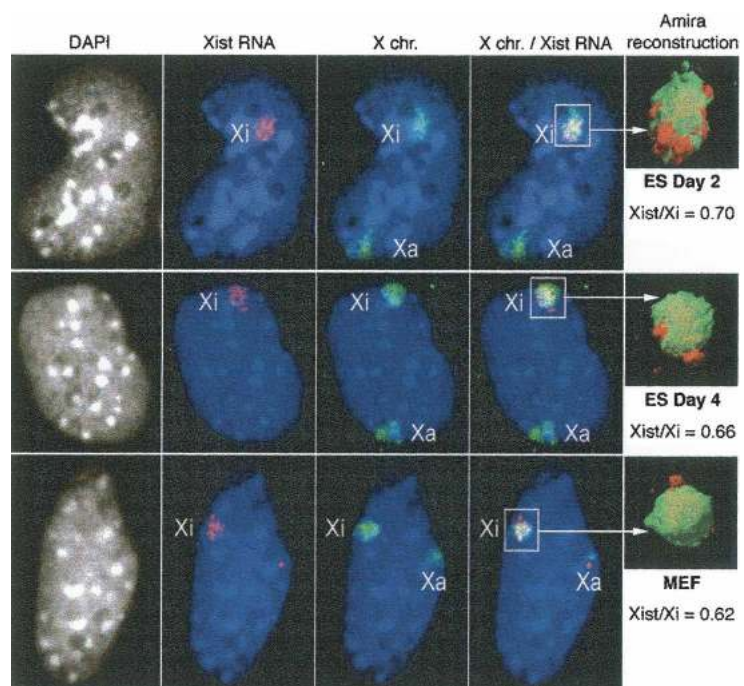 DAPI
Xist RNA
X chr.
X chr. / Xist RNA
Amira
reconstruction
Xi
Xi
Xi
Xa
Xa
ES Day 2
Xist/Xi = 0.70
Xi
Xi
Xi
Xa
Xa
ES Day 4
Xist/Xi = 0.66
Xi
Xi
Xi
Xa
Xa
MEF
Xist/Xi = 0.62